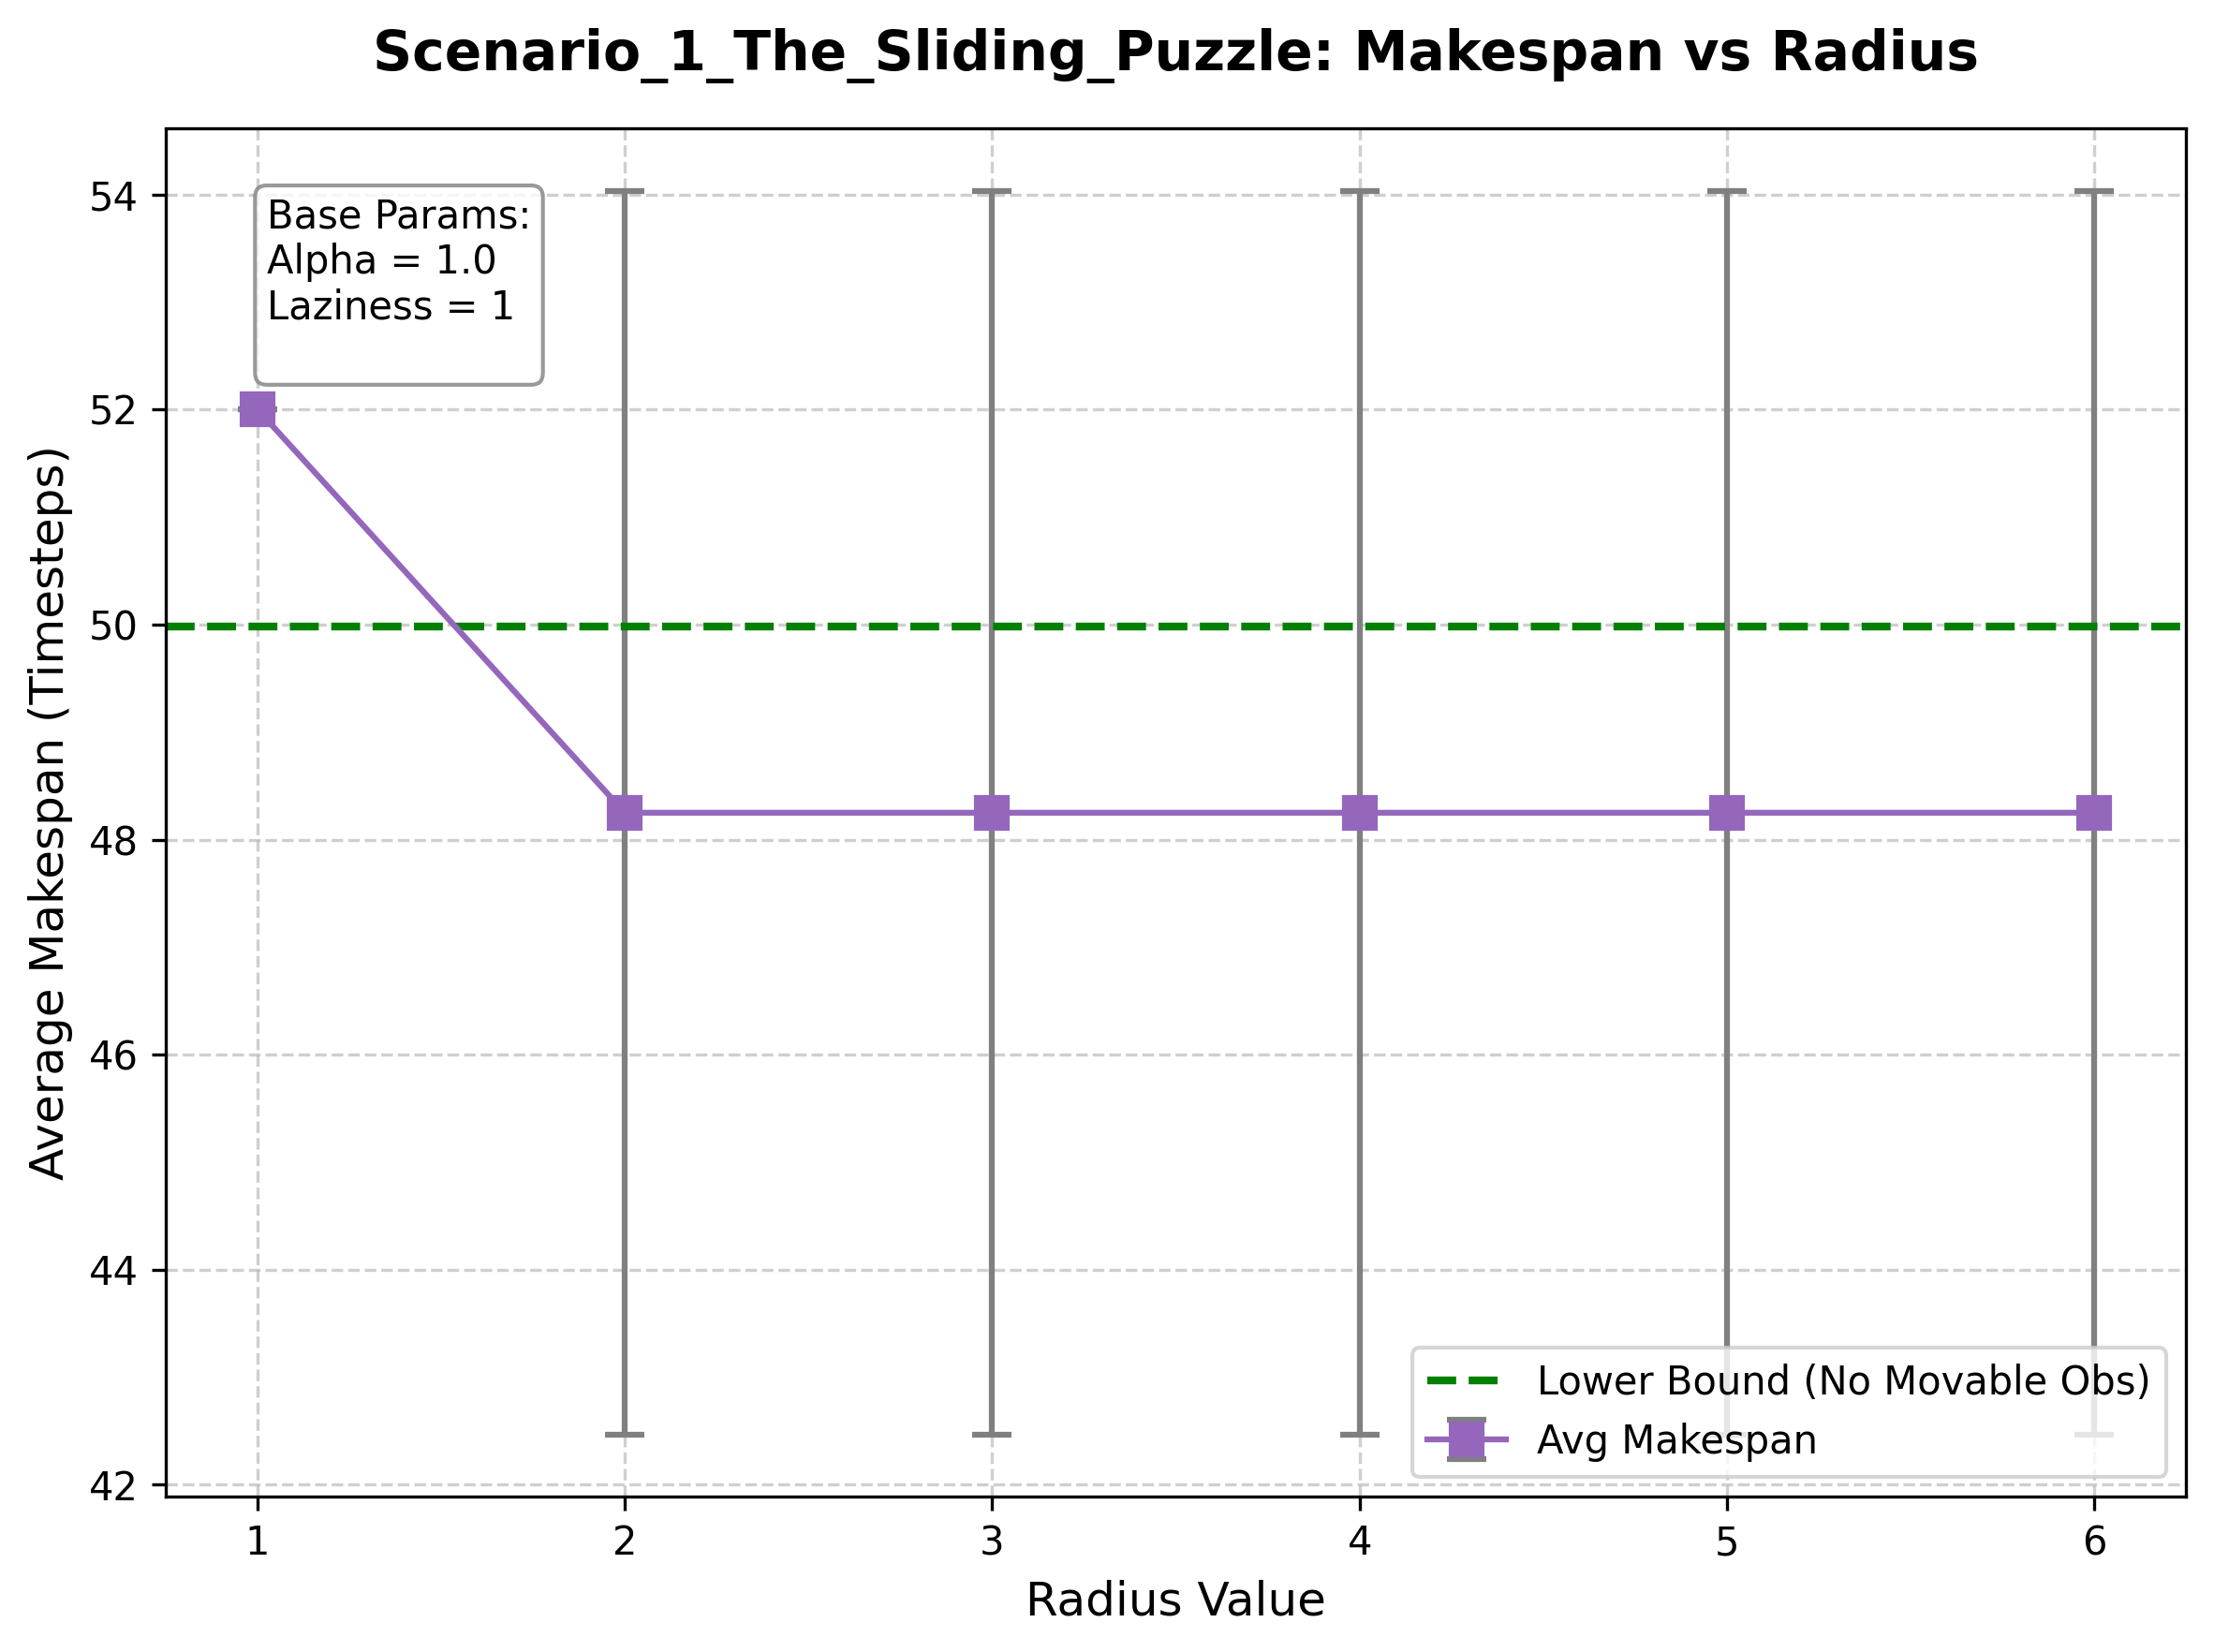 Scenario_1_The_Sliding_Puzzle: Makespan vs Radius
Base Params:
Alpha = 1.0
Laziness = 1
Average Makespan (Timesteps)
54
52
50
48
46
44
42
Lower Bound (No Movable Obs)
Avg Makespan
1 2 3 4 5 6
Radius Value